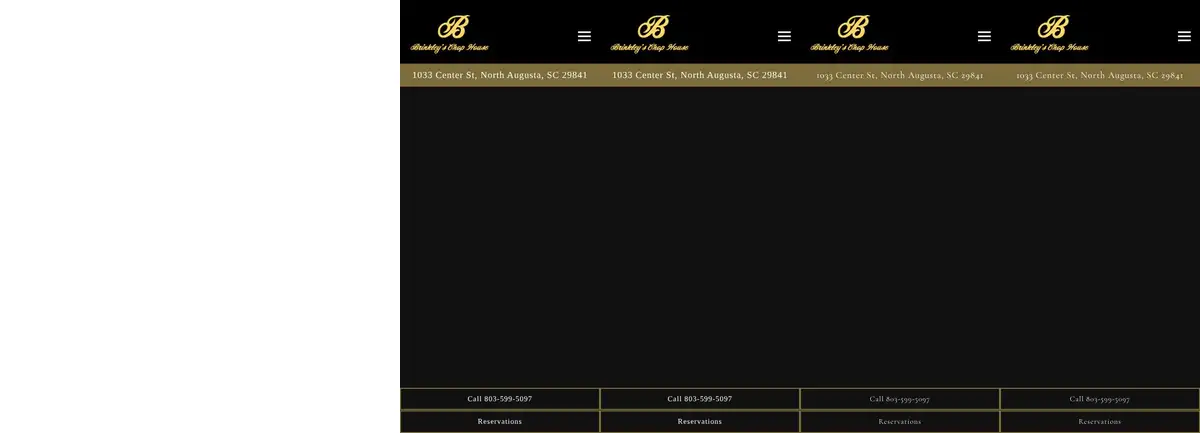 B B B B
Brinkley's Chop House Brinkley's Chop House Brinkley's Chop House Brinkley's Chop House
1033 Center St, North Augusta, SC 29841 1033 Center St, North Augusta, SC 29841 1033 Center St, North Augusta, SC 29841 1033 Center St, North Augusta, SC 29841
Call 803-599-5097 Call 803-599-5097 Call 803-599-5097 Call 803-599-5097
Reservations Reservations Reservations Reservations